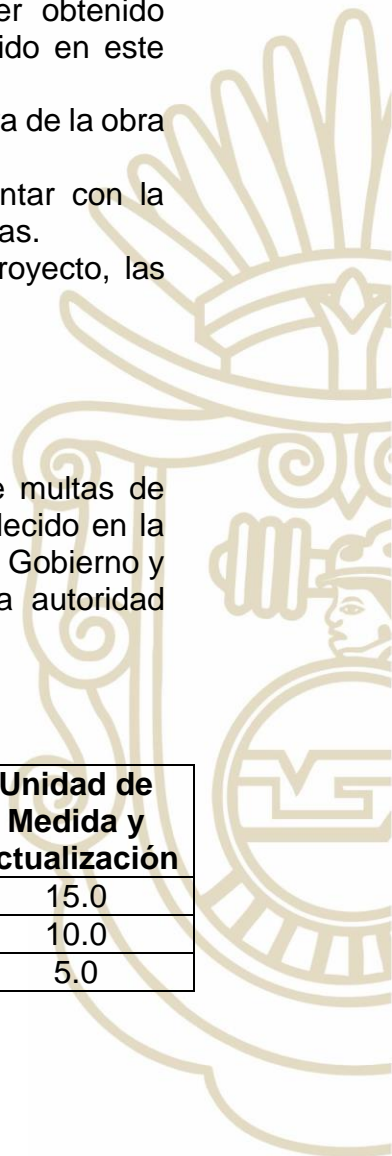 er obtenido
ido en este
a de la obra
ntar con la
as.
royecto, las
e multas de
lecido en la
Gobierno y
a autoridad
Unidad de
Medida y
ctualización
15.0
10.0
5.0